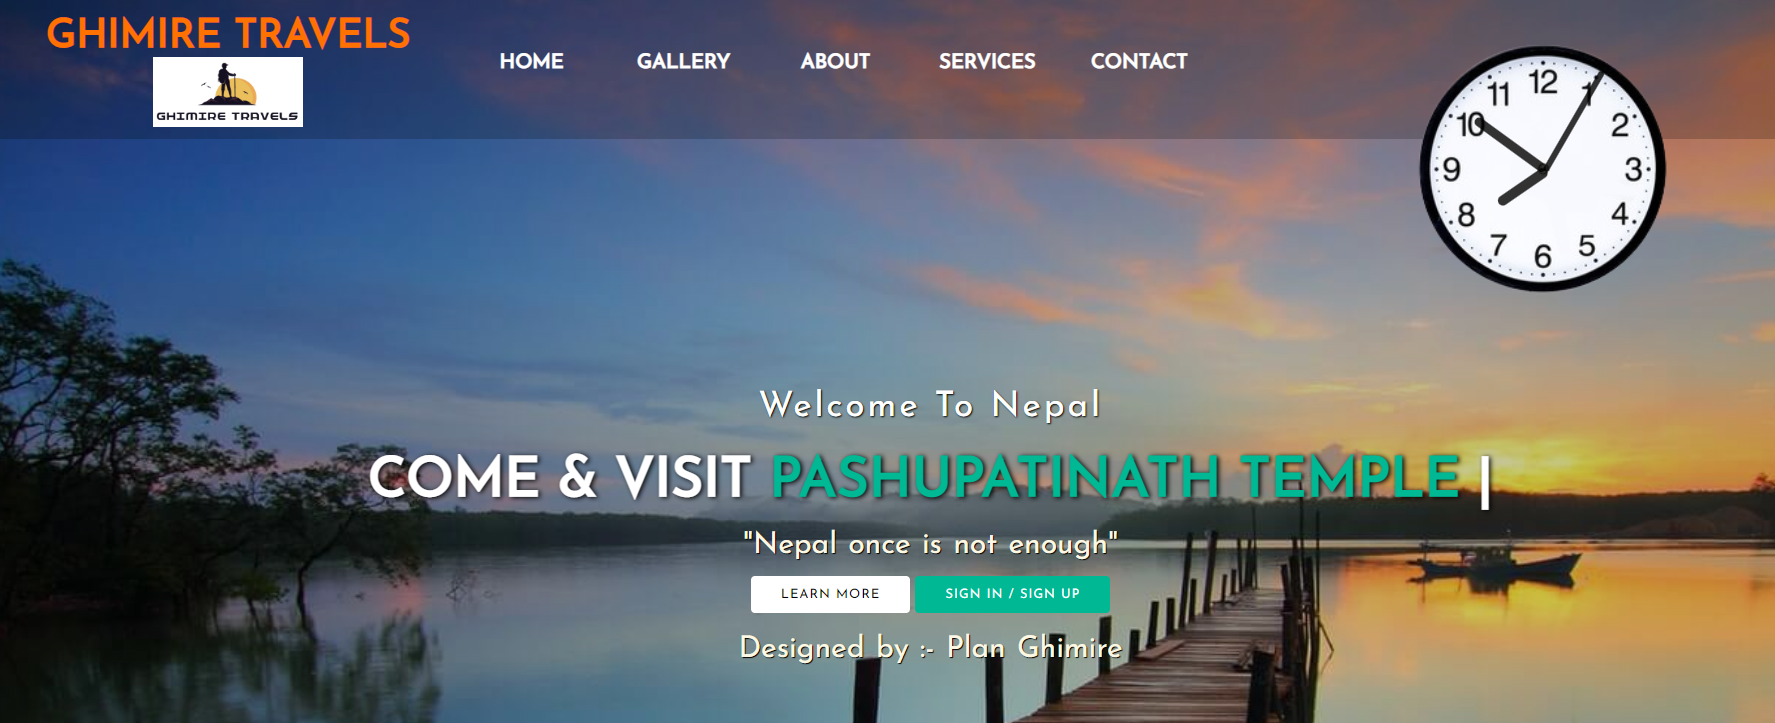 GHIMIRE TRAVELS
GHIMIRE TRAVELS
HOME GALLERY ABOUT SERVICES CONTACT
12
1
2
3
4
5
6
7
8
9
10
11
Welcome To Nepal
COME & VISIT PASHUPATINATH TEMPLE |
"Nepal once is not enough"
LEARN MORE SIGN IN / SIGN UP
Designed by :- Plan Ghimire